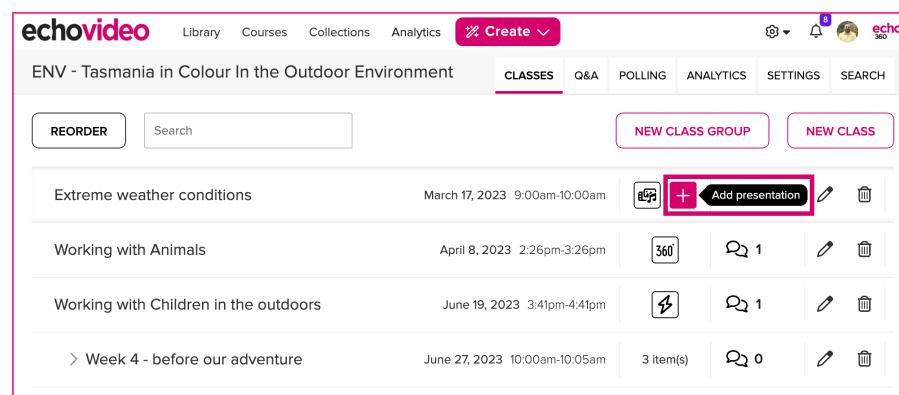 echovideo Library Courses Collections Analytics Create 8 echo
360
ENV - Tasmania in Colour In the Outdoor Environment CLASSES Q&A POLLING ANALYTICS SETTINGS SEARCH
REORDER Search NEW CLASS GROUP NEW CLASS
Extreme weather conditions March 17, 2023 9:00am-10:00am + Add presentation
Working with Animals April 8, 2023 2:26pm-3:26pm 360° 1
Working with Children in the outdoors June 19, 2023 3:41pm-4:41pm 1
> Week 4 - before our adventure June 27, 2023 10:00am-10:05am 3 item(s) 0